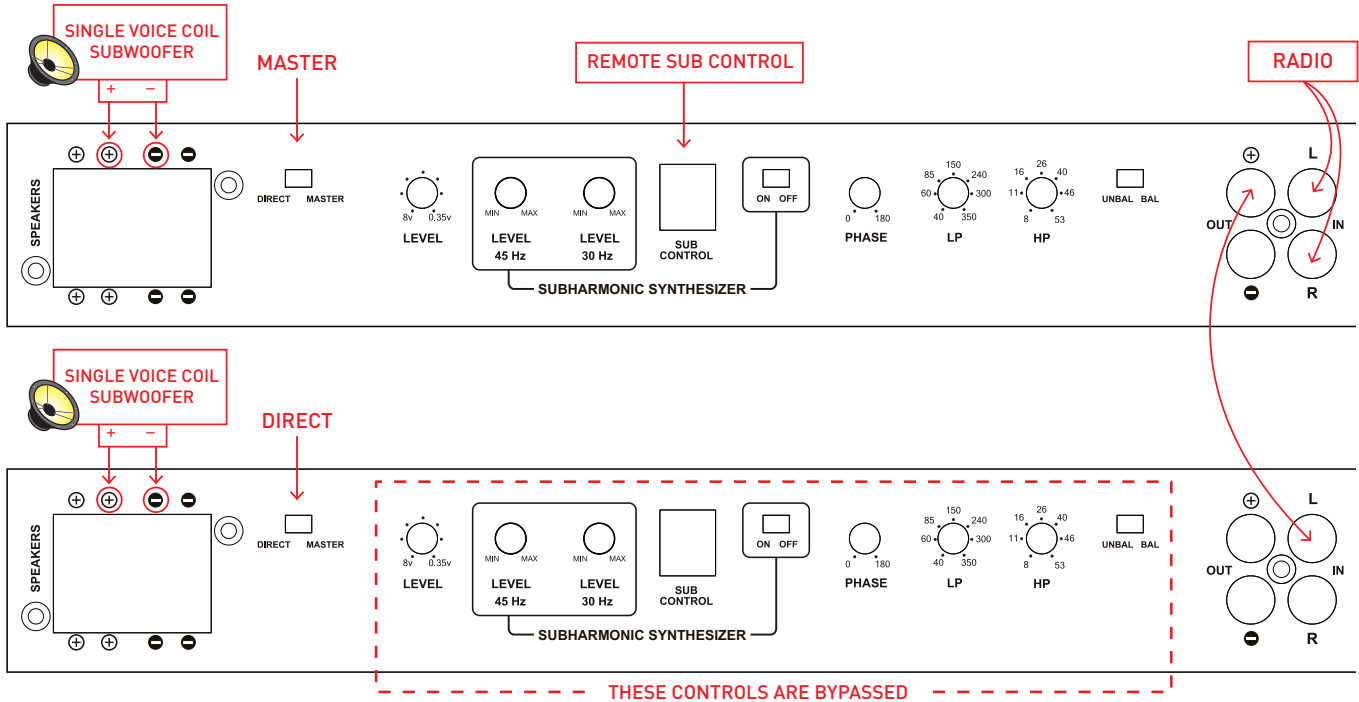 SINGLE VOICE COIL
SUBWOOFER
+ −
MASTER
REMOTE SUB CONTROL
RADIO
SPEAKERS
DIRECT MASTER
8v 0.35v
LEVEL
MIN MAX
LEVEL
45 Hz
MIN MAX
LEVEL
30 Hz
SUBHARMONIC SYNTHESIZER
SUB
CONTROL
ON OFF
0 180
PHASE
150
85 240
60 300
40 350
LP
26
16 40
11 46
8 53
HP
UNBAL BAL
L
OUT IN
R
SINGLE VOICE COIL
SUBWOOFER
+ −
DIRECT
SPEAKERS
DIRECT MASTER
8v 0.35v
LEVEL
MIN MAX
LEVEL
45 Hz
MIN MAX
LEVEL
30 Hz
SUBHARMONIC SYNTHESIZER
SUB
CONTROL
ON OFF
0 180
PHASE
150
85 240
60 300
40 350
LP
26
16 40
11 46
8 53
HP
UNBAL BAL
L
OUT IN
R
THESE CONTROLS ARE BYPASSED